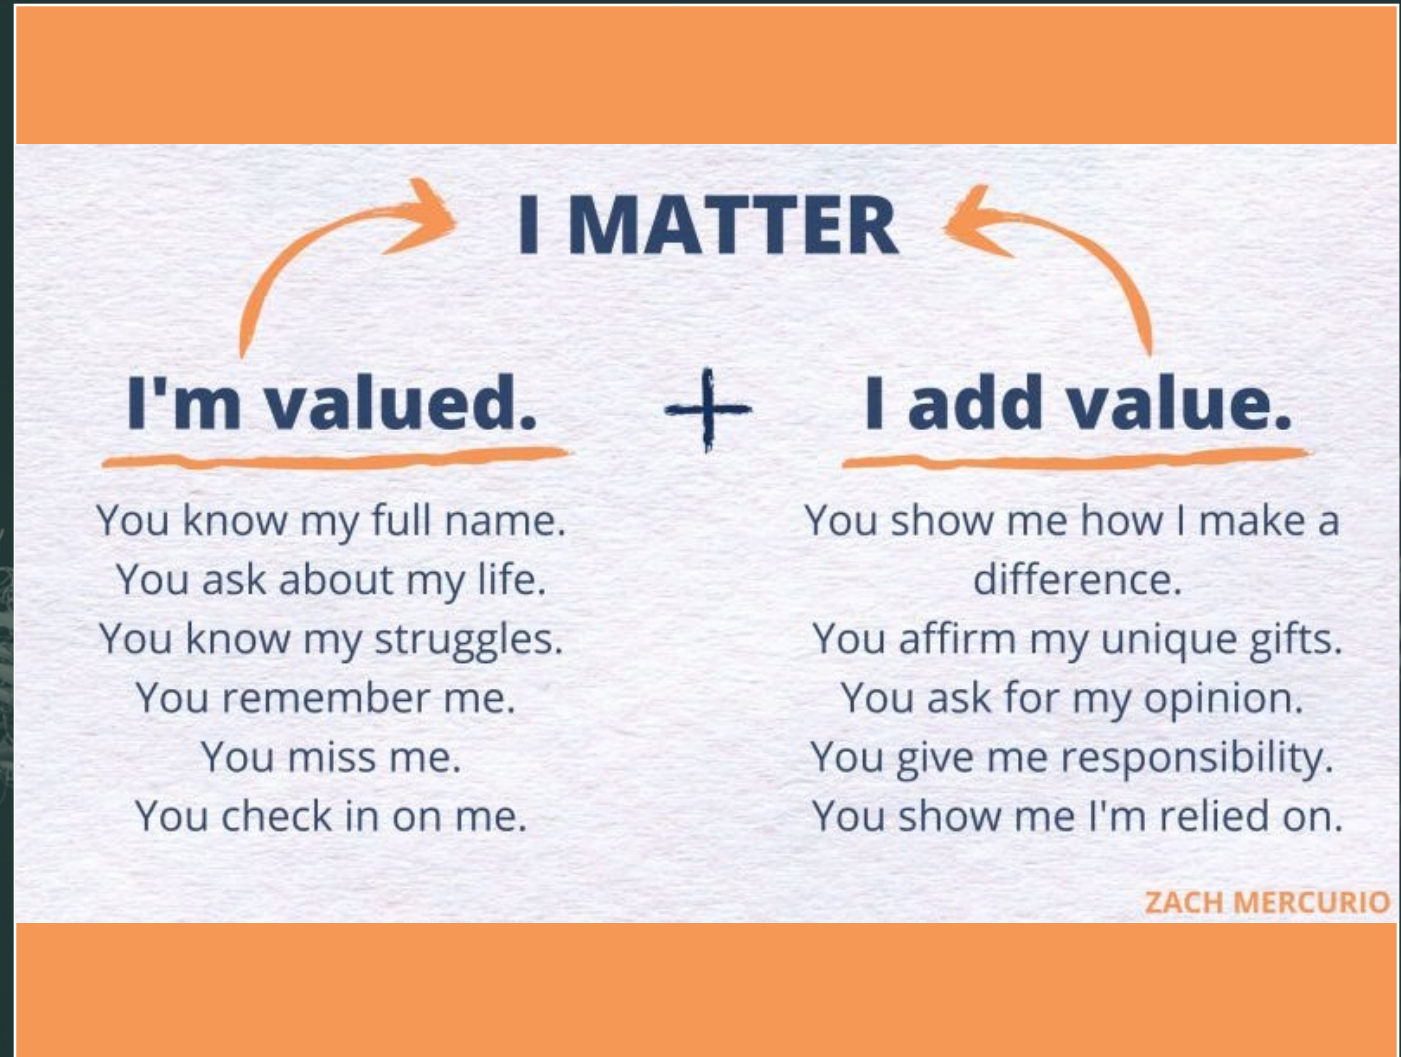 I MATTER
I'm valued.
+
I add value.
You know my full name.
You ask about my life.
You know my struggles.
You remember me.
You miss me.
You check in on me.
You show me how I make a
difference.
You affirm my unique gifts.
You ask for my opinion.
You give me responsibility.
You show me I'm relied on.
ZACH MERCURIO